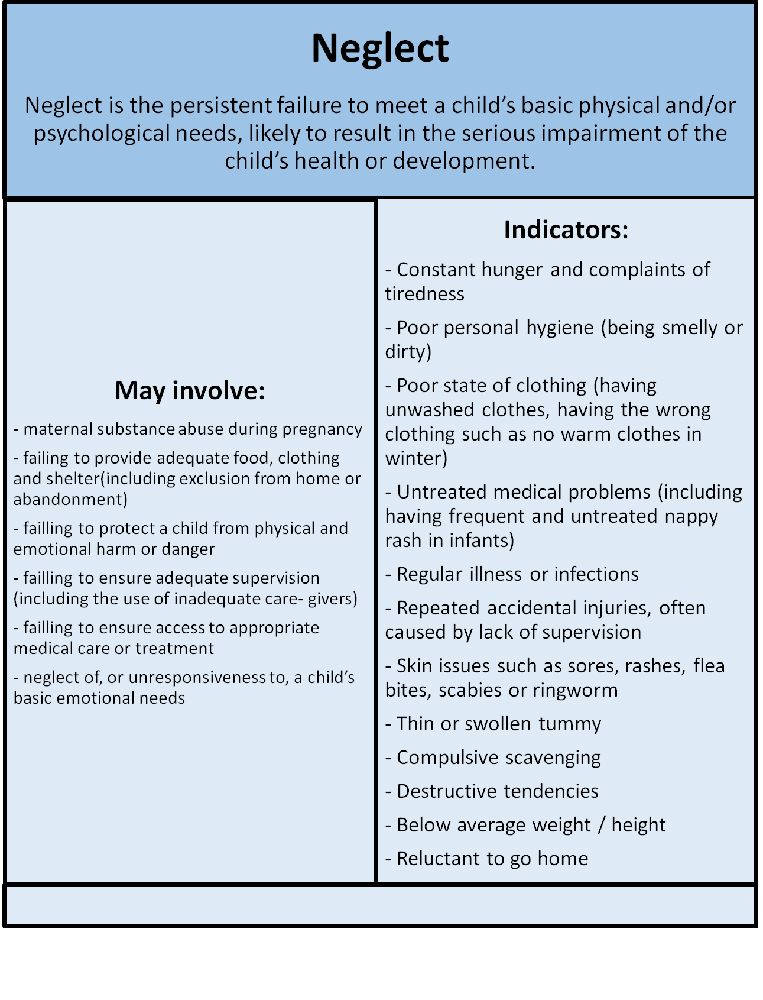 Neglect
Neglect is the persistent failure to meet a child’s basic physical and/or
psychological needs, likely to result in the serious impairment of the
child’s health or development.
May involve:
- maternal substance abuse during pregnancy
- failing to provide adequate food, clothing
and shelter(including exclusion from home or
abandonment)
- failling to protect a child from physical and
emotional harm or danger
- failling to ensure adequate supervision
(including the use of inadequate care- givers)
- failling to ensure access to appropriate
medical care or treatment
- neglect of, or unresponsiveness to, a child’s
basic emotional needs
Indicators:
- Constant hunger and complaints of
tiredness
- Poor personal hygiene (being smelly or
dirty)
- Poor state of clothing (having
unwashed clothes, having the wrong
clothing such as no warm clothes in
winter)
- Untreated medical problems (including
having frequent and untreated nappy
rash in infants)
- Regular illness or infections
- Repeated accidental injuries, often
caused by lack of supervision
- Skin issues such as sores, rashes, flea
bites, scabies or ringworm
- Thin or swollen tummy
- Compulsive scavenging
- Destructive tendencies
- Below average weight / height
- Reluctant to go home